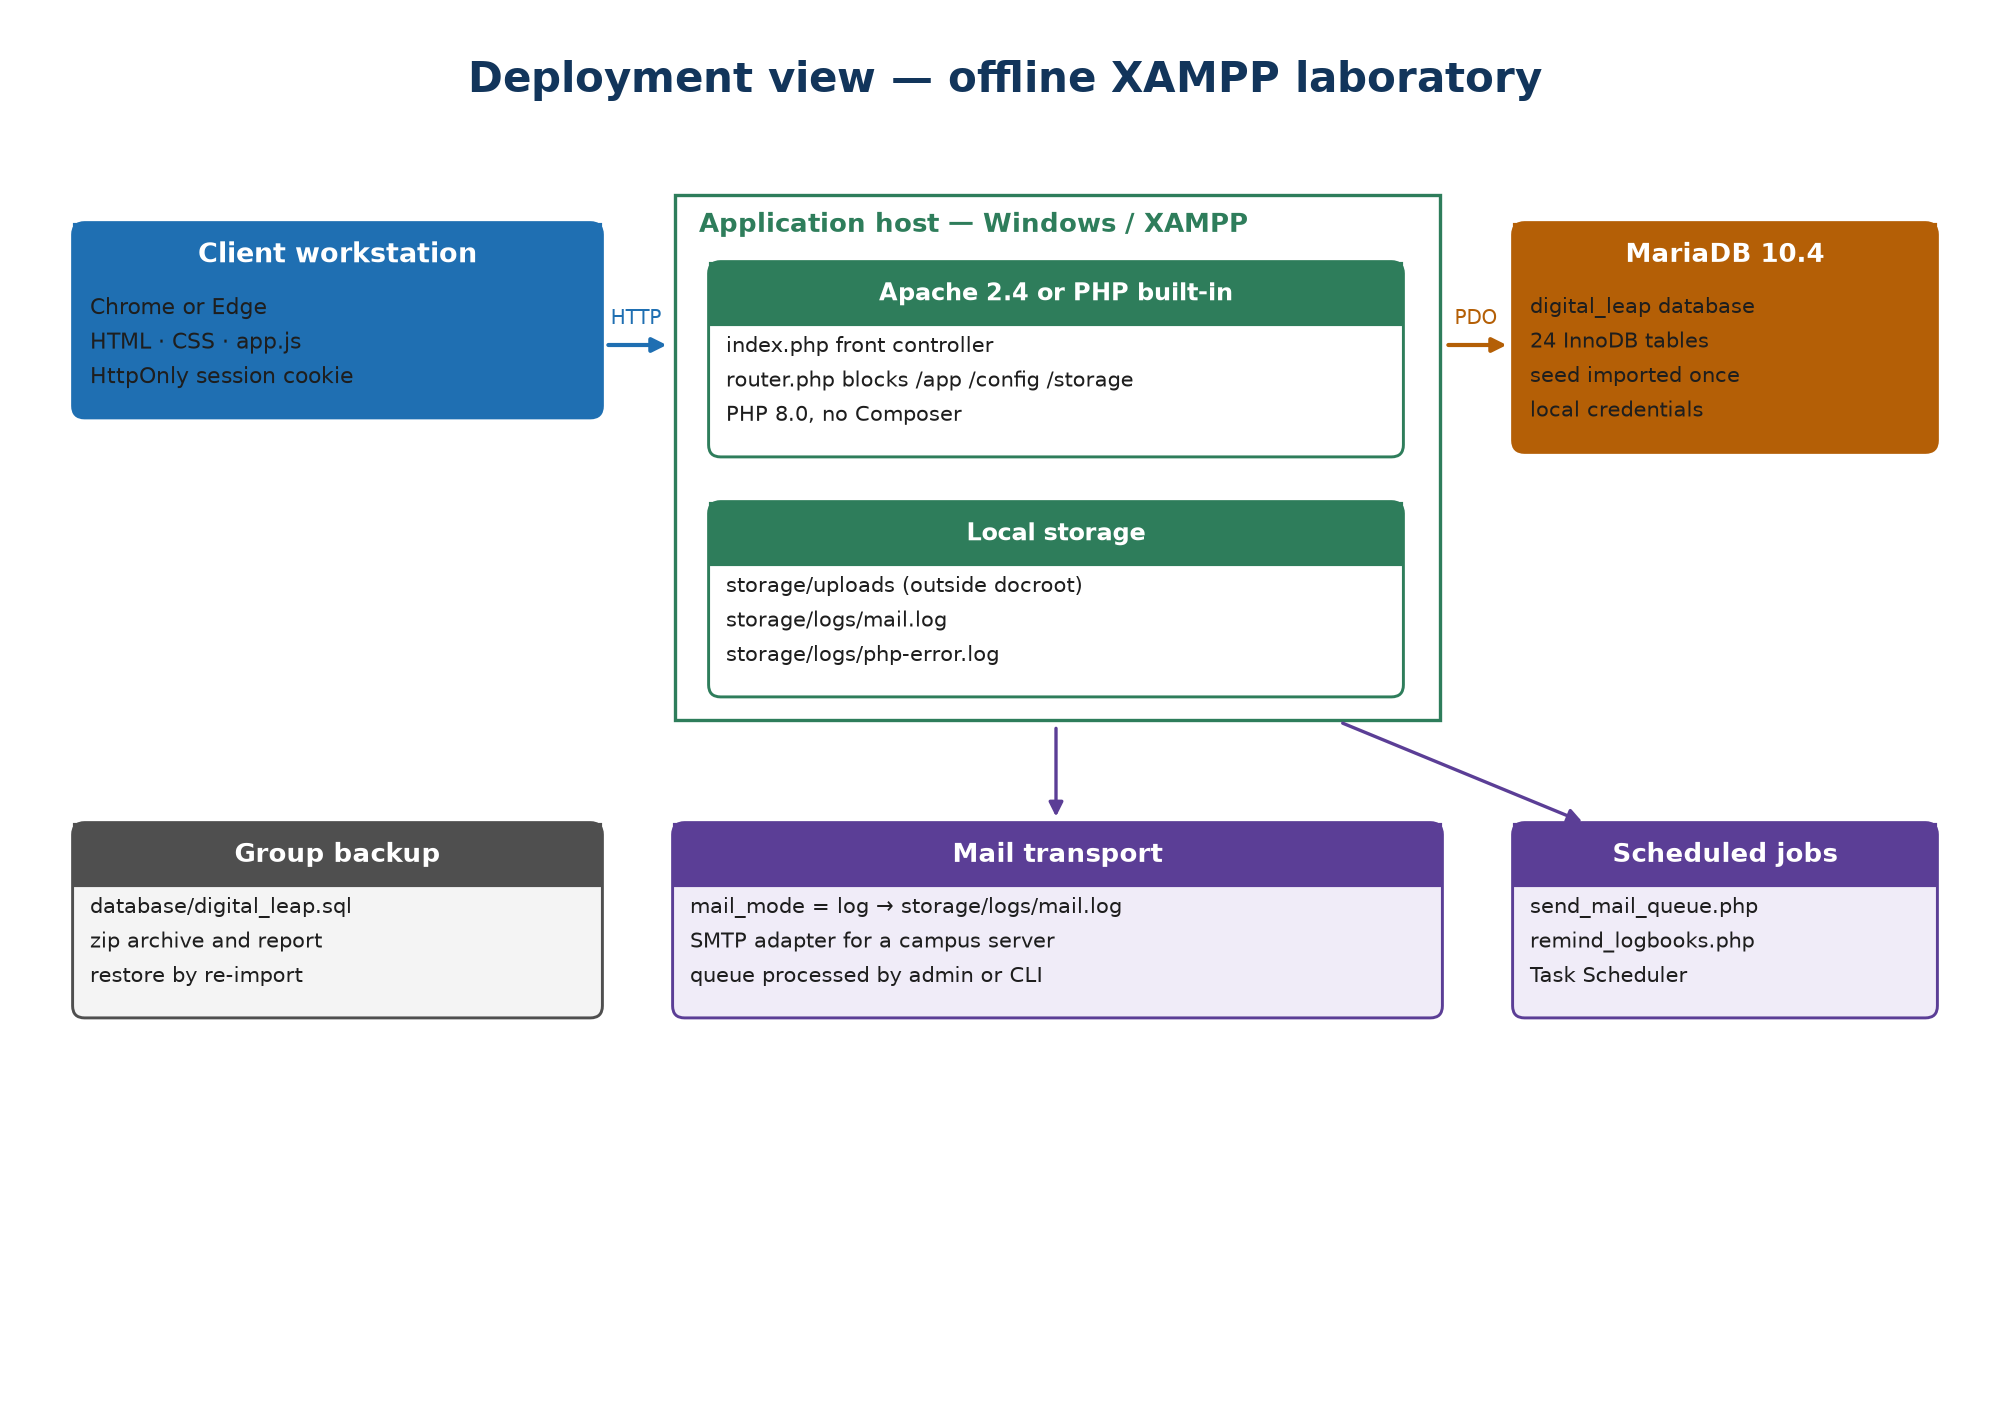 Deployment view — offline XAMPP laboratory
Client workstation
Chrome or Edge
HTML · CSS · app.js
HttpOnly session cookie
HTTP
Application host — Windows / XAMPP
Apache 2.4 or PHP built-in
index.php front controller
router.php blocks /app /config /storage
PHP 8.0, no Composer
Local storage
storage/uploads (outside docroot)
storage/logs/mail.log
storage/logs/php-error.log
PDO
MariaDB 10.4
digital_leap database
24 InnoDB tables
seed imported once
local credentials
Group backup
database/digital_leap.sql
zip archive and report
restore by re-import
Mail transport
mail_mode = log → storage/logs/mail.log
SMTP adapter for a campus server
queue processed by admin or CLI
Scheduled jobs
send_mail_queue.php
remind_logbooks.php
Task Scheduler